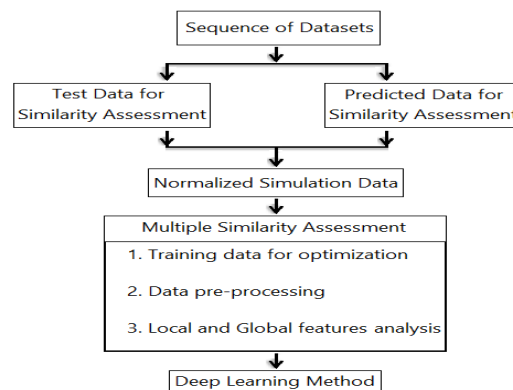 Sequence of Datasets
Test Data for
Similarity Assessment
Predicted Data for
Similarity Assessment
Normalized Simulation Data
Multiple Similarity Assessment
1. Training data for optimization
2. Data pre-processing
3. Local and Global features analysis
Deep Learning Method